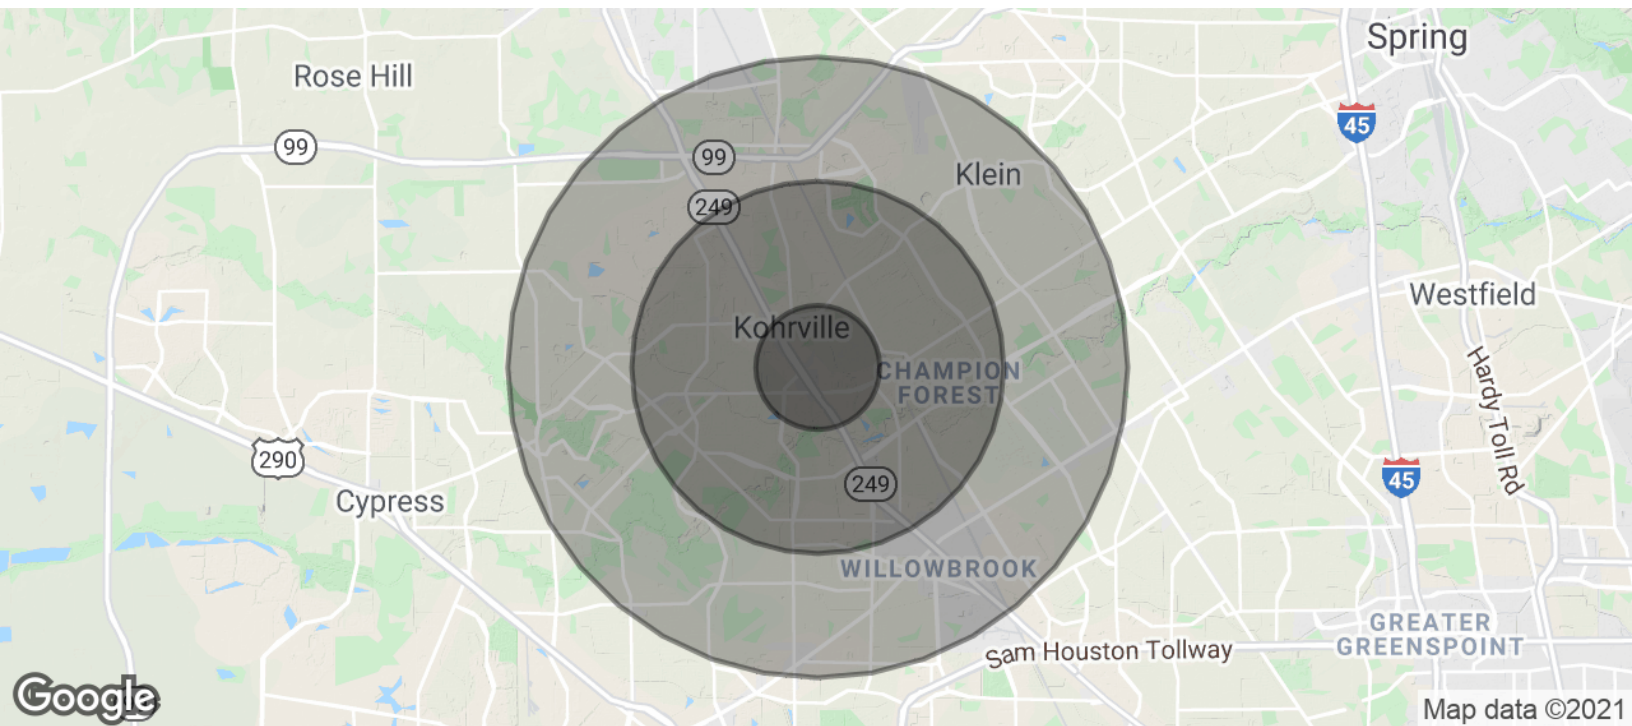 Spring
Rose Hill
45
99
99
Klein
249
Westfield
Kohrville
CHAMPION
FOREST
Hardy Toll Rd
290
45
249
Cypress
WILLOWBROOK
GREATER
GREENSPOINT
Sam Houston Tollway
Google
Map data ©2021